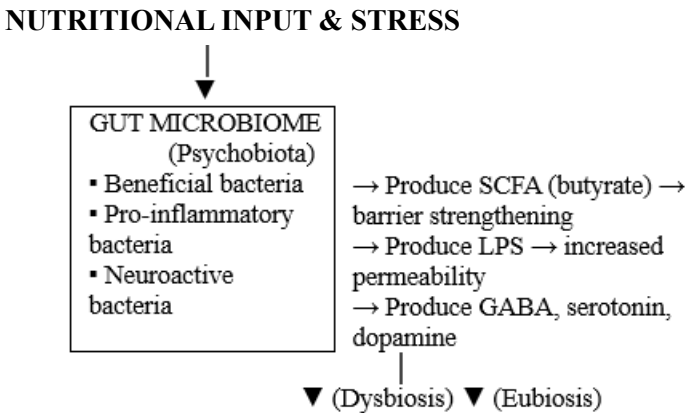 NUTRITIONAL INPUT & STRESS
GUT MICROBIOME
(Psychobiota)
▪ Beneficial bacteria
▪ Pro-inflammatory
bacteria
▪ Neuroactive
bacteria
→ Produce SCFA (butyrate) →
barrier strengthening
→ Produce LPS → increased
permeability
→ Produce GABA, serotonin,
dopamine
▼ (Dysbiosis) ▼ (Eubiosis)